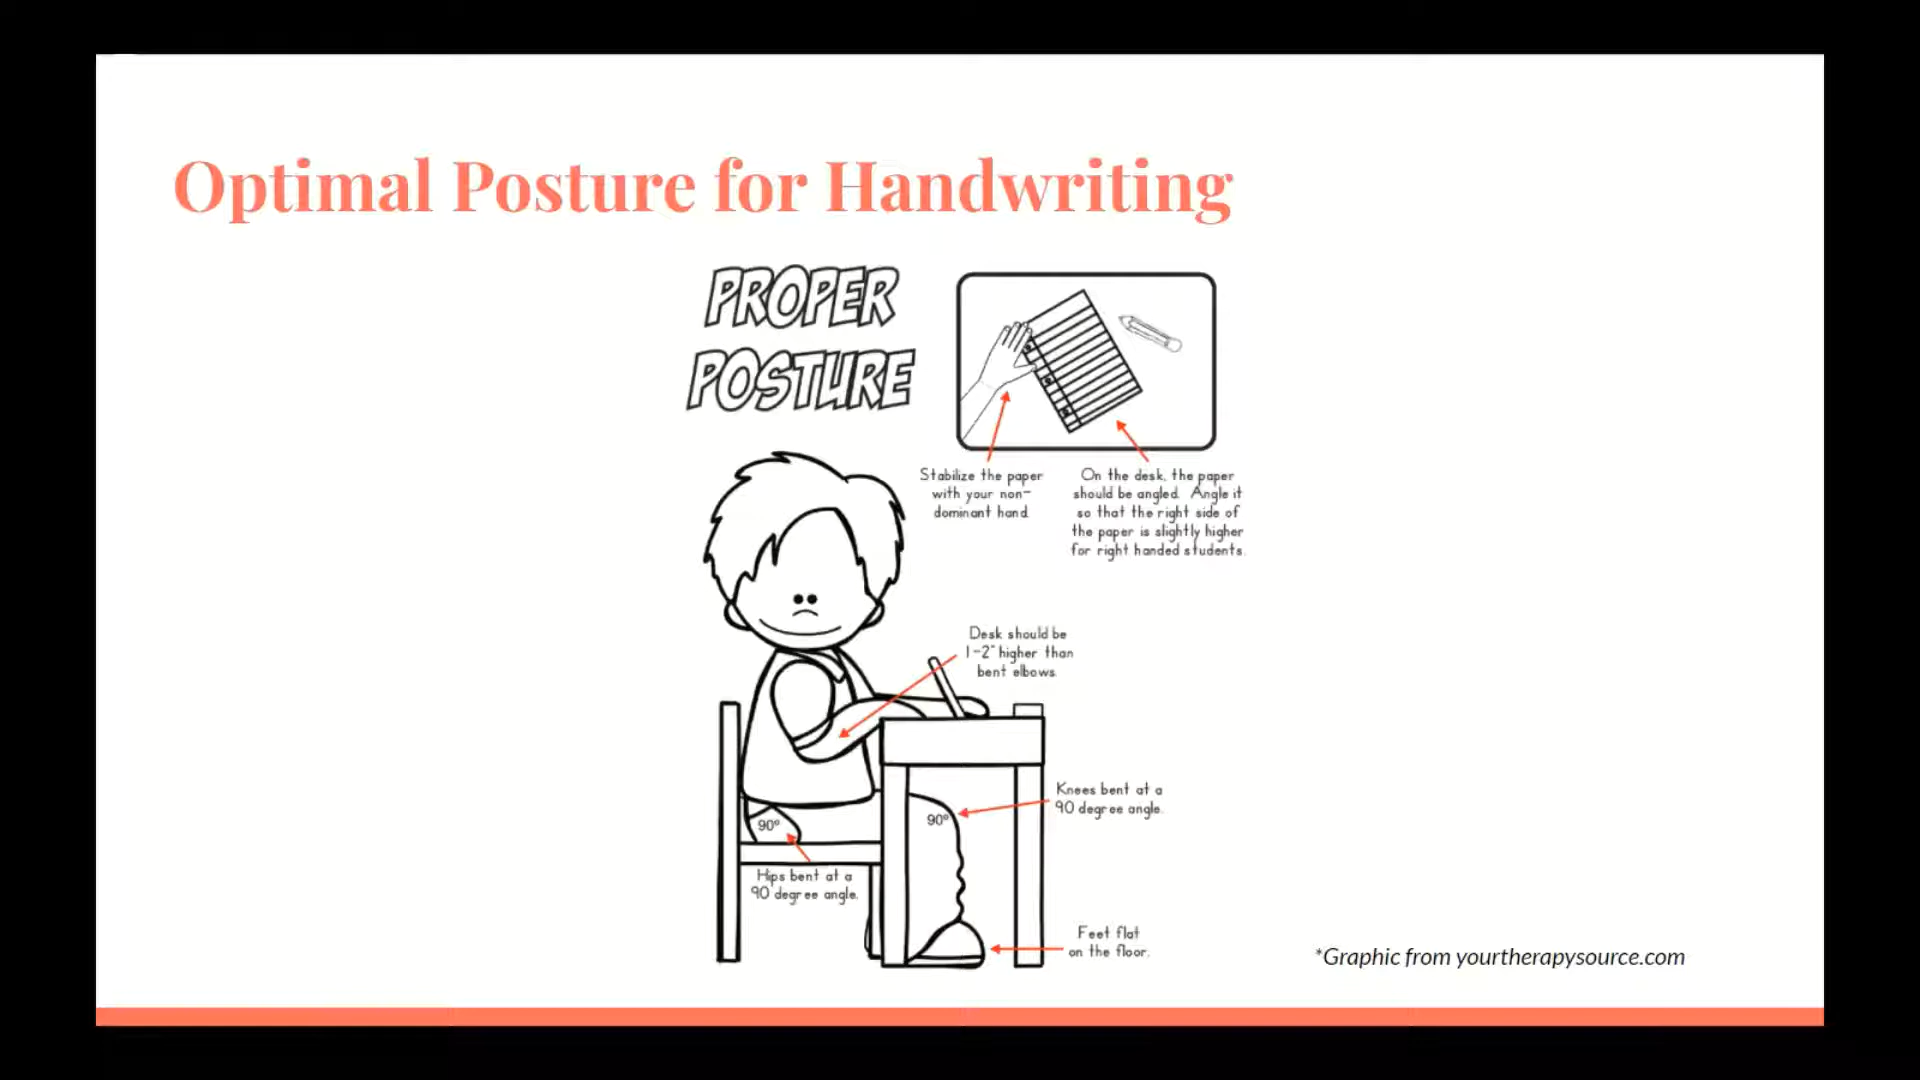 Optimal Posture for Handwriting
PROPER
POSTURE
Stabilize the paper
with your non-
dominant hand.
On the desk, the paper
should be angled. Angle it
so that the right side of
the paper is slightly higher
for right handed students.
Desk should be
1-2" higher than
bent elbows.
Knees bent at a
90 degree angle.
90°
90°
Hips bent at a
90 degree angle.
Feet flat
on the floor.
*Graphic from yourtherapysource.com